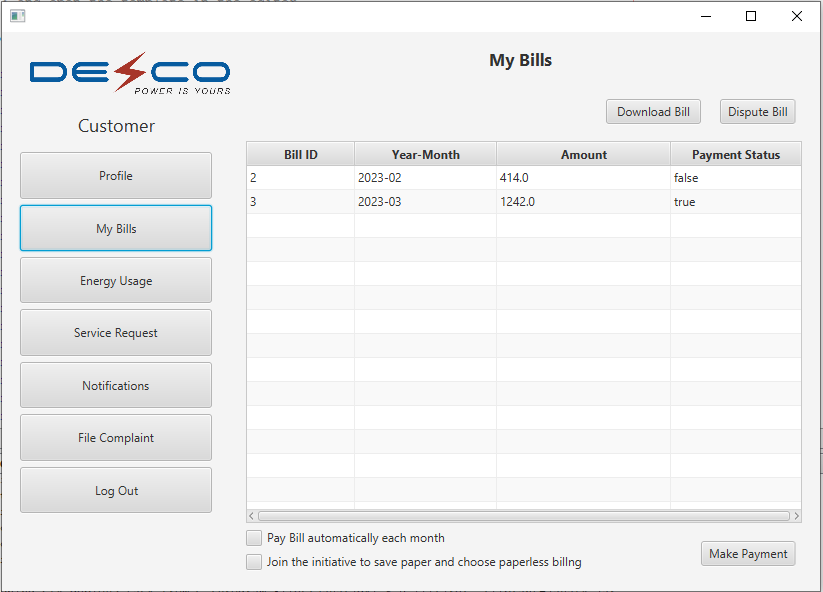 DESCO
POWER IS YOURS
My Bills
Download Bill
Dispute Bill
Customer
Profile
My Bills
Energy Usage
Service Request
Notifications
File Complaint
Log Out
Bill ID Year-Month Amount Payment Status
2 2023-02 414.0 false
3 2023-03 1242.0 true
Pay Bill automatically each month
Join the initiative to save paper and choose paperless billng
Make Payment